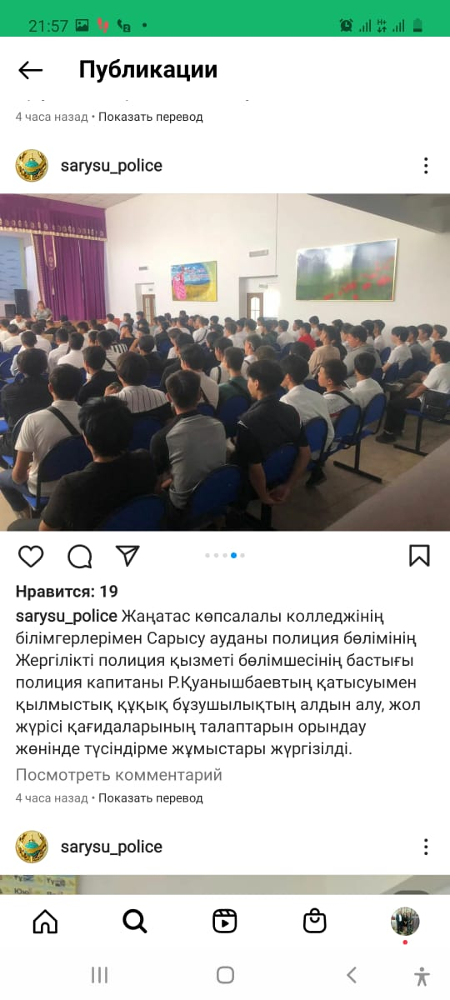 21:57
Публикации
4 часа назад • Показать перевод
sarysu_police
Нравится: 19
sarysu_police Жаңатас көпсалалы колледжінің
білімгерлерімен Сарысу ауданы полиция бөлімінің
Жергілікті полиция қызметі бөлімшесінің бастығы
полиция капитаны Р.Қуанышбаевтың қатысуымен
қылмыстық құқық бұзушылықтың алдын алу, жол
жүрісі қағидаларының талаптарын орындау
жөнінде түсіндірме жұмыстары жүргізілді.
Посмотреть комментарий
4 часа назад • Показать перевод
sarysu_police